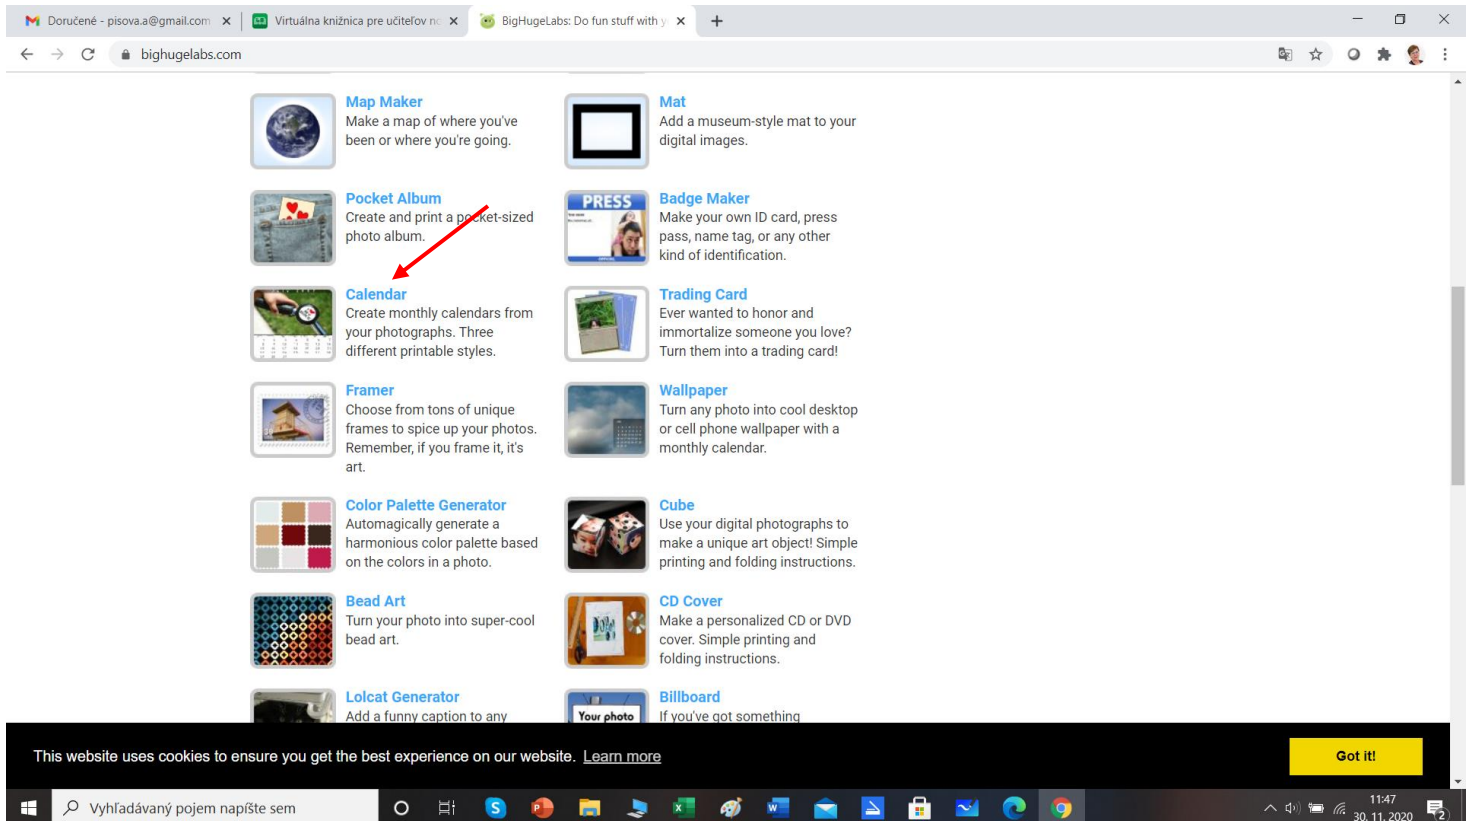 Doručené - pisova.a@gmail.com
Virtuálna knižnica pre učiteľov
BigHugeLabs: Do fun stuff with
bighugelabs.com
Map Maker
Make a map of where you've
been or where you're going.
Mat
Add a museum-style mat to your
digital images.
Pocket Album
Create and print a pocket-sized
photo album.
PRESS
Badge Maker
Make your own ID card, press
pass, name tag, or any other
kind of identification.
Calendar
Create monthly calendars from
your photographs. Three
different printable styles.
Trading Card
Ever wanted to honor and
immortalize someone you love?
Turn them into a trading card!
Framer
Choose from tons of unique
frames to spice up your photos.
Remember, if you frame it, it's
art.
Wallpaper
Turn any photo into cool desktop
or cell phone wallpaper with a
monthly calendar.
Color Palette Generator
Automagically generate a
harmonious color palette based
on the colors in a photo.
Cube
Use your digital photographs to
make a unique art object! Simple
printing and folding instructions.
Bead Art
Turn your photo into super-cool
bead art.
CD Cover
Make a personalized CD or DVD
cover. Simple printing and
folding instructions.
Lolcat Generator
Add a funny caption to any
Your photo
Billboard
If you've got something
This website uses cookies to ensure you get the best experience on our website. Learn more
Got it!
Vyhľadávaný pojem napíšte sem
11:47
30. 11. 2020
2